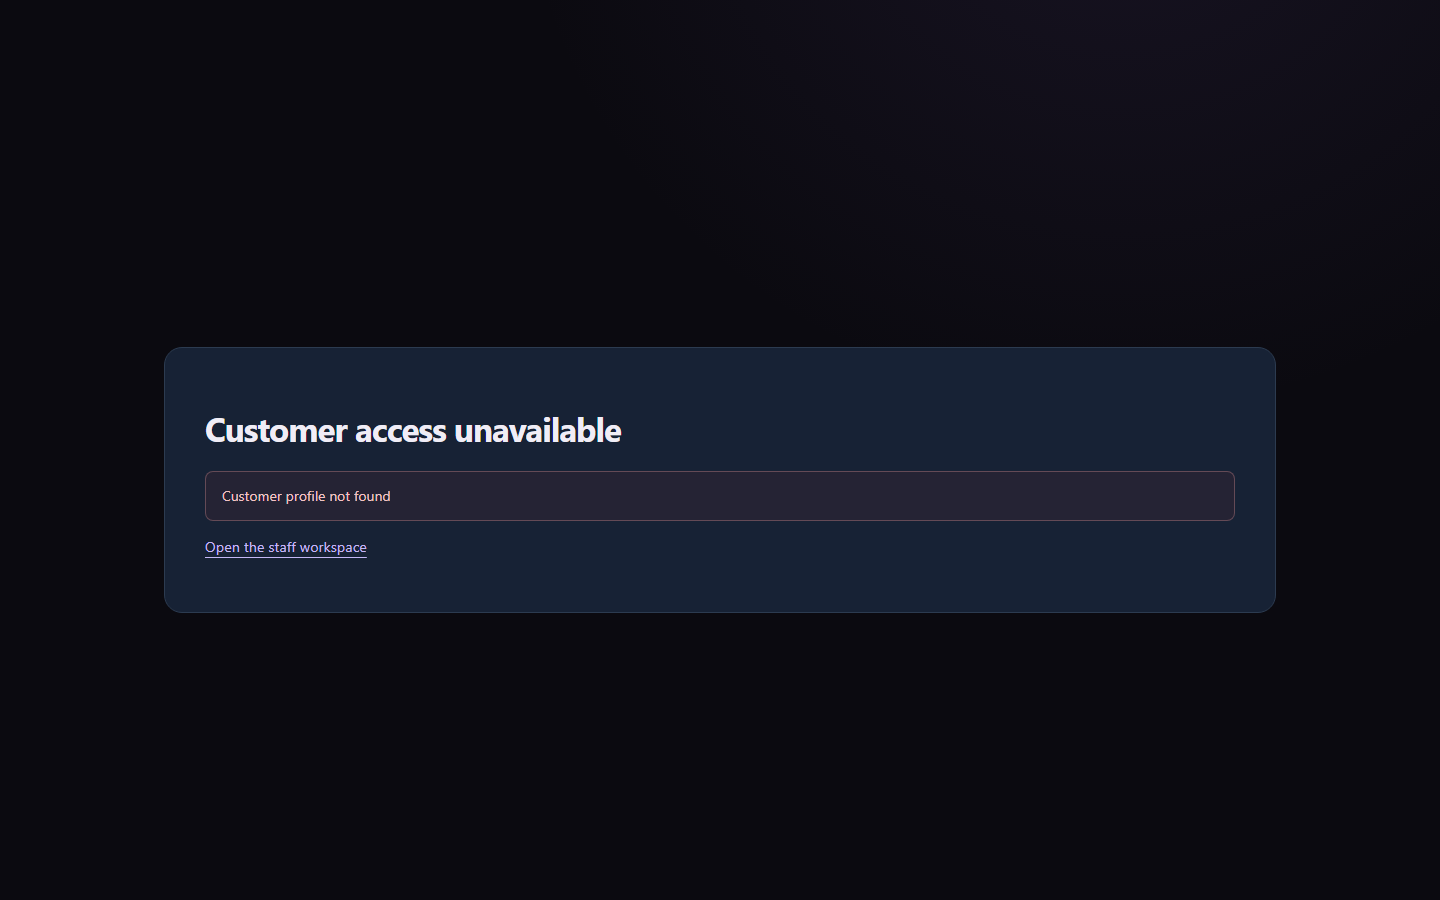 Customer access unavailable
Customer profile not found
Open the staff workspace